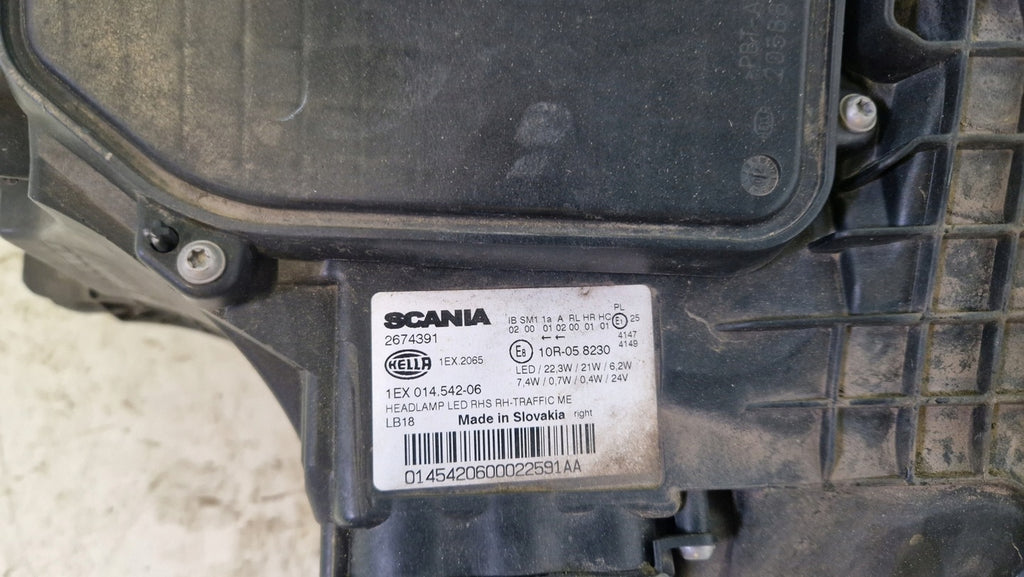 >PBT-A
SCANIA
2674391
HELLA
1EX.2065
IB SM1 1a A RL HR HC PL
02 00 01 02 00 01 01 E1 25
←← 4147
4149
E8 10R-05.8230
LED / 22,3W / 21W / 6,2W
7,4W / 0,7W / 0,4W / 24V
1EX 014.542-06
HEADLAMP LED RHS RH-TRAFFIC ME
LB18 Made in Slovakia right
0145420600022591AA